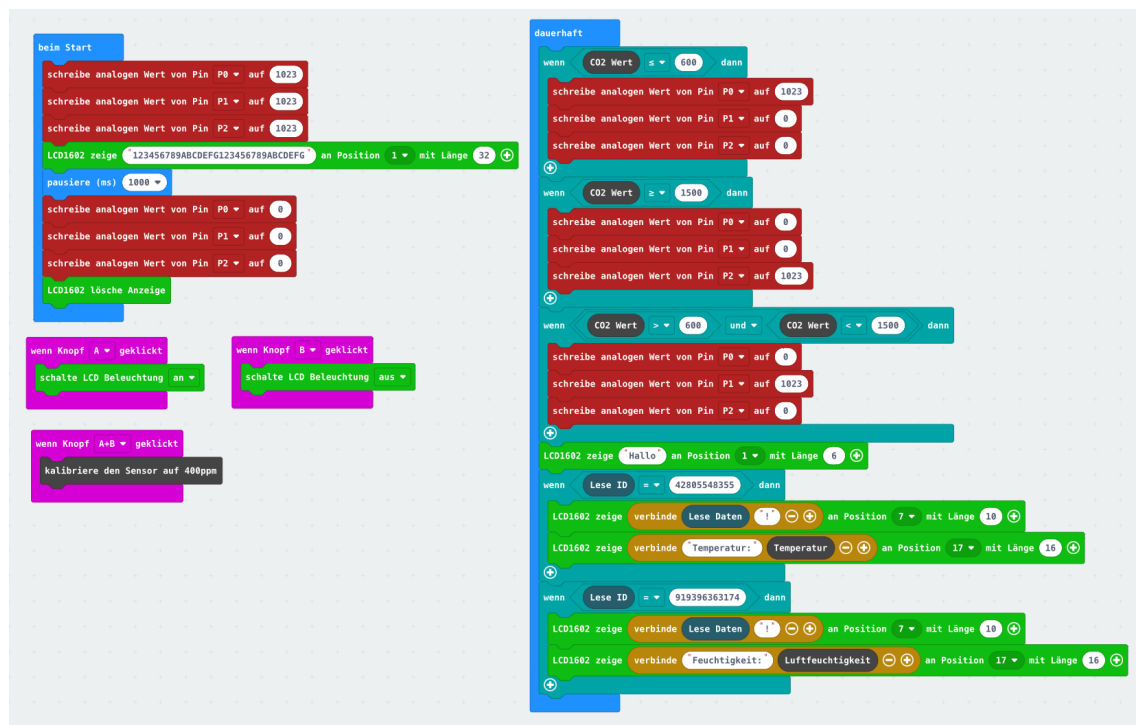 beim Start
schreibe analogen Wert von Pin P0 auf 1023
schreibe analogen Wert von Pin P1 auf 1023
schreibe analogen Wert von Pin P2 auf 1023
LCD1602 zeige "123456789ABCDEFG123456789ABCDEFG" an Position 1 mit Länge 32
pausiere (ms) 1000
schreibe analogen Wert von Pin P0 auf 0
schreibe analogen Wert von Pin P1 auf 0
schreibe analogen Wert von Pin P2 auf 0
LCD1602 lösche Anzeige
wenn Knopf A geklickt
schalte LCD Beleuchtung an
wenn Knopf B geklickt
schalte LCD Beleuchtung aus
wenn Knopf A+B geklickt
kalibriere den Sensor auf 400ppm
dauerhaft
wenn CO2 Wert ≤ 600 dann
schreibe analogen Wert von Pin P0 auf 1023
schreibe analogen Wert von Pin P1 auf 0
schreibe analogen Wert von Pin P2 auf 0
wenn CO2 Wert ≥ 1500 dann
schreibe analogen Wert von Pin P0 auf 0
schreibe analogen Wert von Pin P1 auf 0
schreibe analogen Wert von Pin P2 auf 1023
wenn CO2 Wert > 600 und CO2 Wert < 1500 dann
schreibe analogen Wert von Pin P0 auf 0
schreibe analogen Wert von Pin P1 auf 1023
schreibe analogen Wert von Pin P2 auf 0
LCD1602 zeige "Hallo" an Position 1 mit Länge 6
wenn Lese ID = 42805548355 dann
LCD1602 zeige verbinde Lese Daten "!" an Position 7 mit Länge 10
LCD1602 zeige verbinde "Temperatur:" Temperatur an Position 17 mit Länge 16
wenn Lese ID = 919396363174 dann
LCD1602 zeige verbinde Lese Daten "!" an Position 7 mit Länge 10
LCD1602 zeige verbinde "Feuchtigkeit:" Luftfeuchtigkeit an Position 17 mit Länge 16